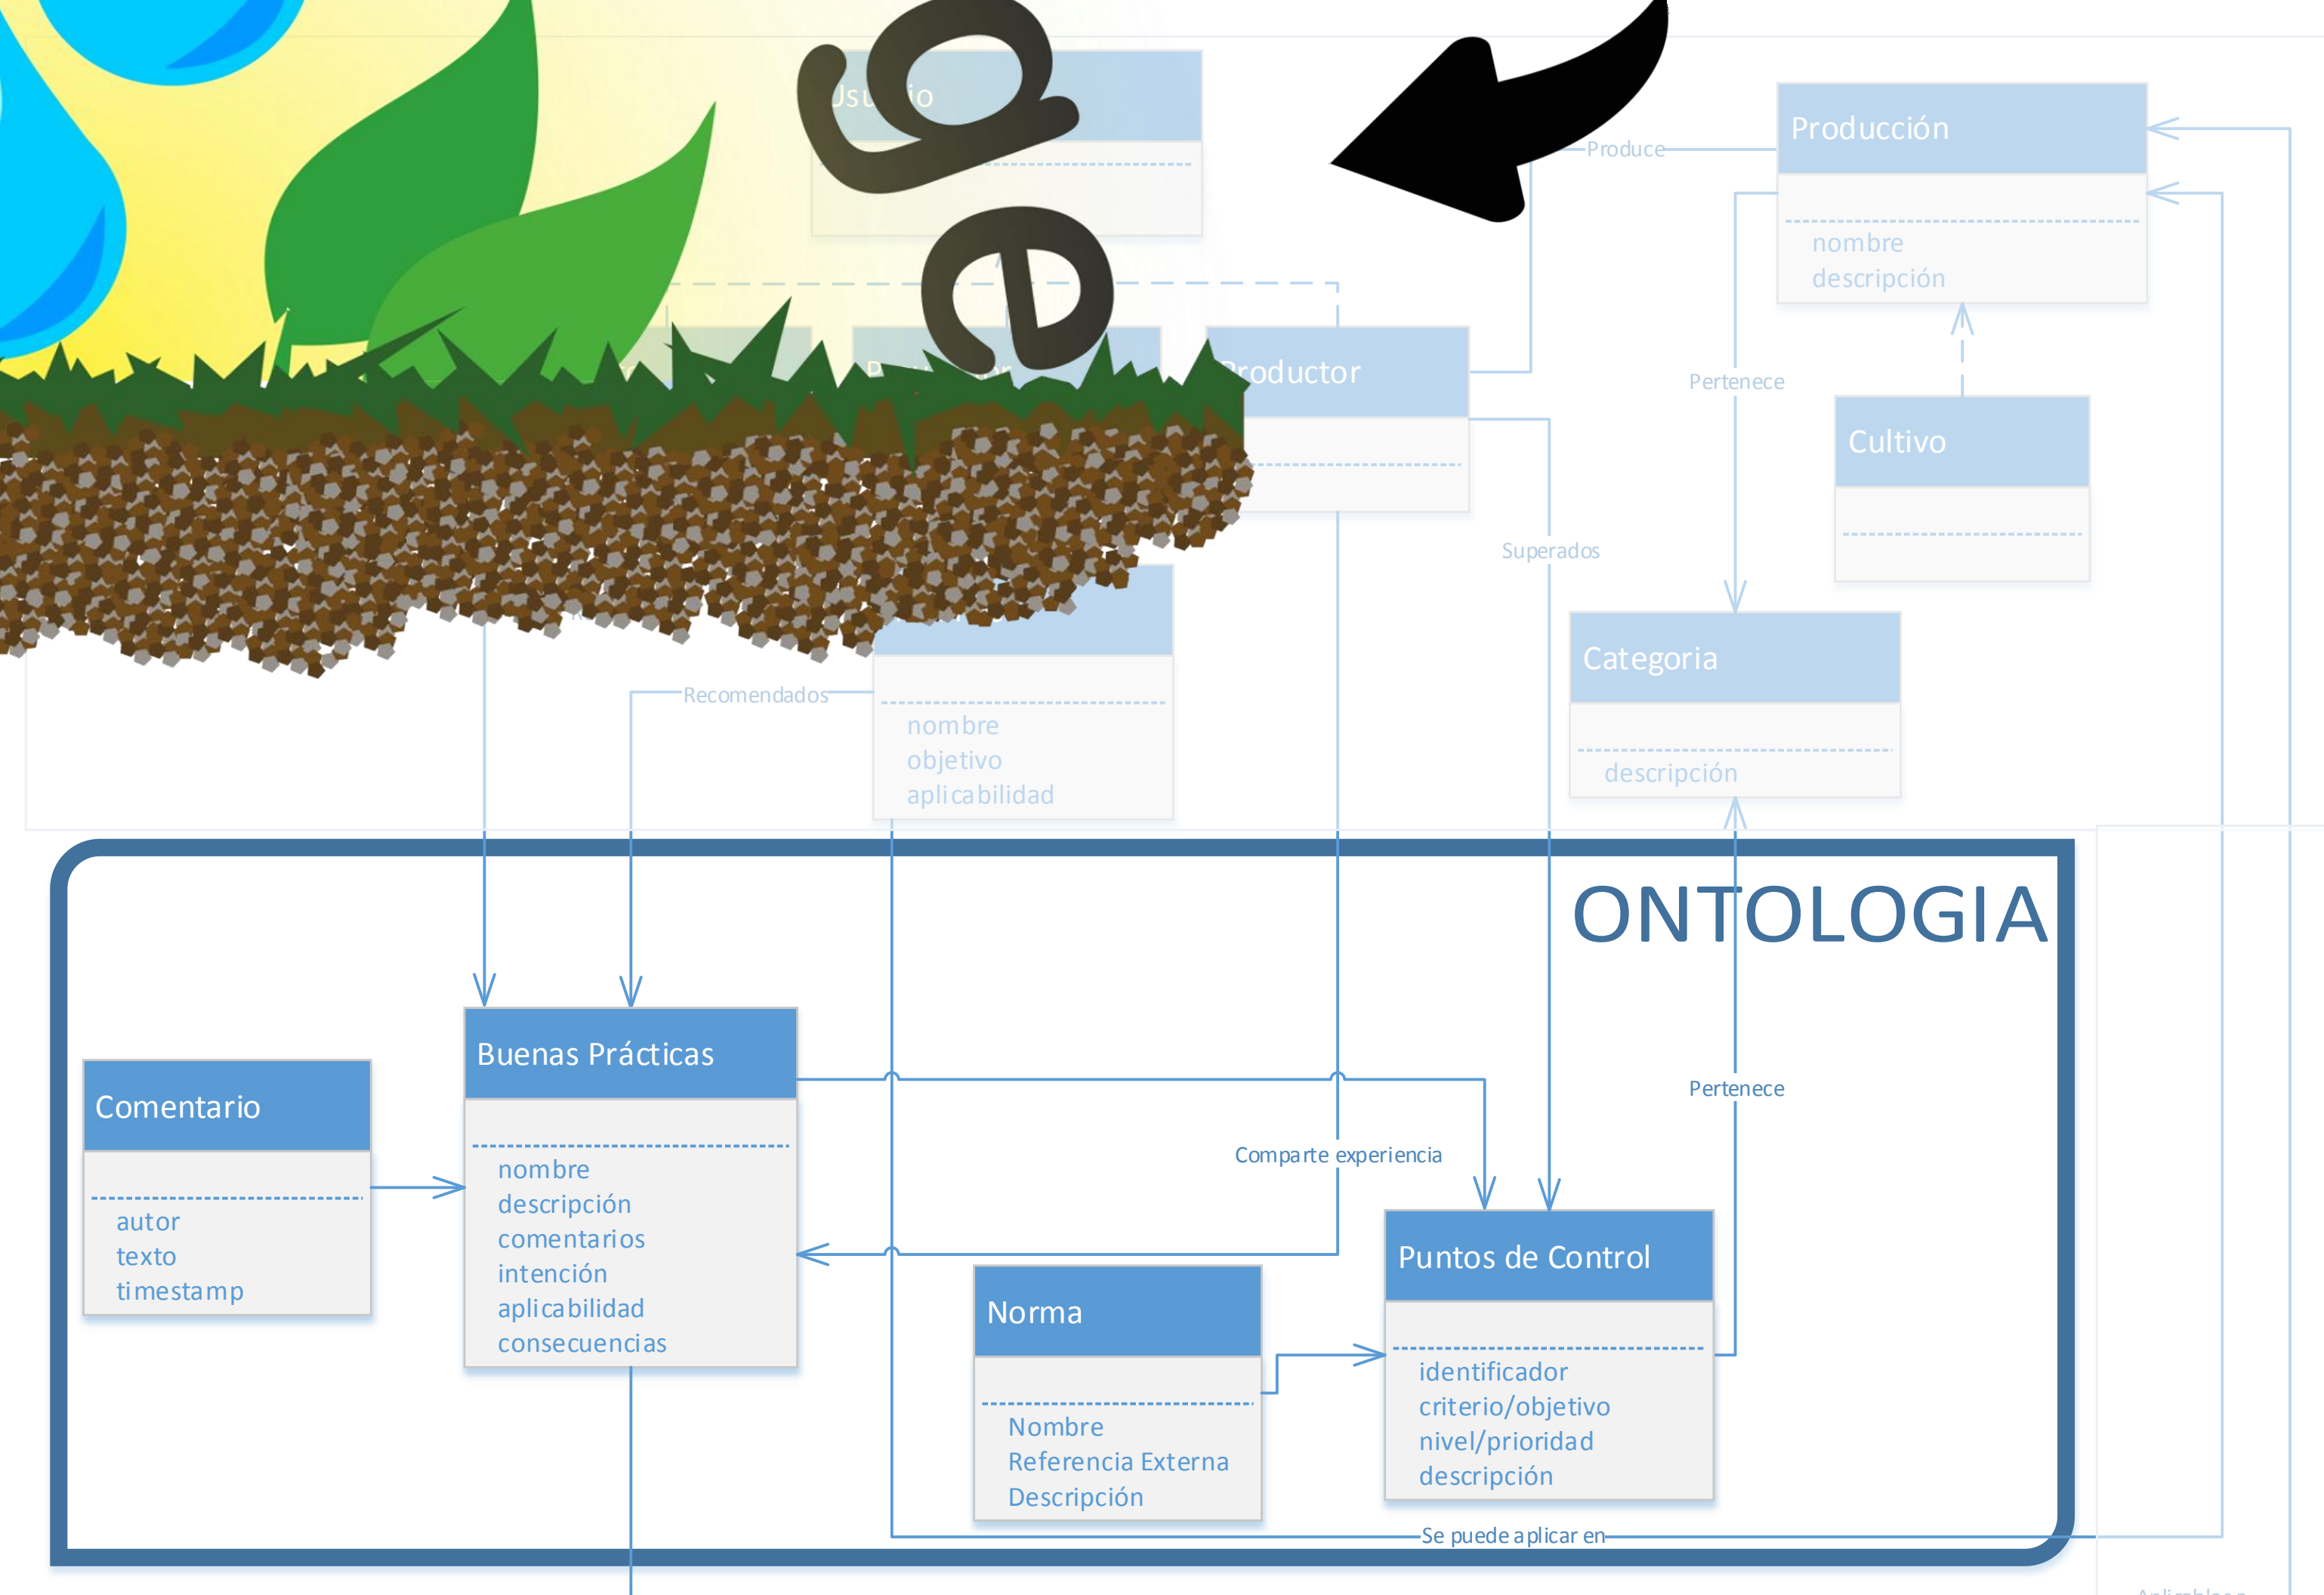 ge
Usuario
Producción
Produce
nombre
descripción
Productor
Pertenece
Cultivo
Superados
Categoria
descripción
Recomendados
nombre
objetivo
aplicabilidad
ONTOLOGIA
Buenas Prácticas
nombre
descripción
comentarios
intención
aplicabilidad
consecuencias
Comentario
autor
texto
timestamp
Pertenece
Comparte experiencia
Puntos de Control
identificador
criterio/objetivo
nivel/prioridad
descripción
Norma
Nombre
Referencia Externa
Descripción
Se puede aplicar en